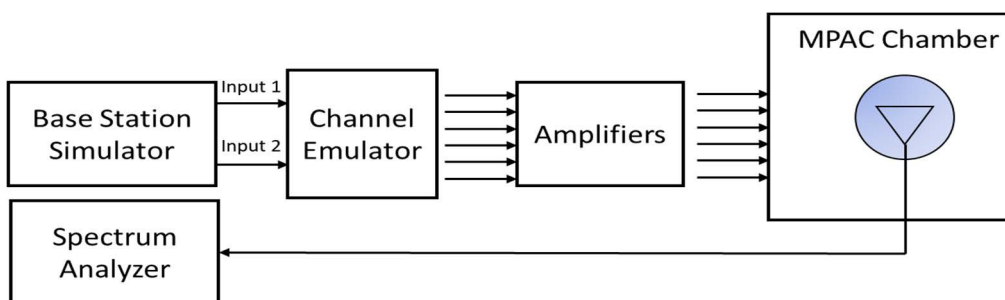 Base Station
Simulator
Input 1
Input 2
Channel
Emulator
Amplifiers
MPAC Chamber
Spectrum
Analyzer